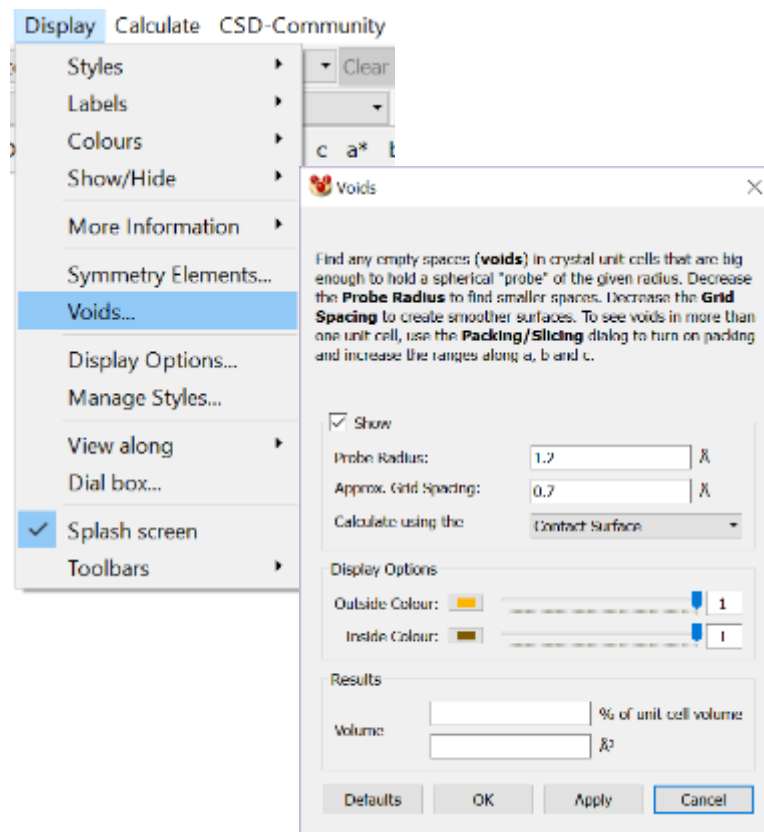 Display Calculate CSD-Community
Styles
Clear
Labels
Colours
c a*
Show/Hide
More Information
Symmetry Elements...
Voids...
Display Options...
Manage Styles...
View along
Dial box...
Splash screen
Toolbars
Voids
Find any empty spaces (voids) in crystal unit cells that are big
enough to hold a spherical "probe" of the given radius. Decrease
the Probe Radius to find smaller spaces. Decrease the Grid
Spacing to create smoother surfaces. To see voids in more than
one unit cell, use the Packing/Slicing dialog to turn on packing
and increase the ranges along a, b and c.
Show
Probe Radius: 1.2 Å
Approx. Grid Spacing: 0.7 Å
Calculate using the Contact Surface
Display Options
Outside Colour: 1
Inside Colour: 1
Results
% of unit cell volume
Volume
Å³
Defaults OK Apply Cancel